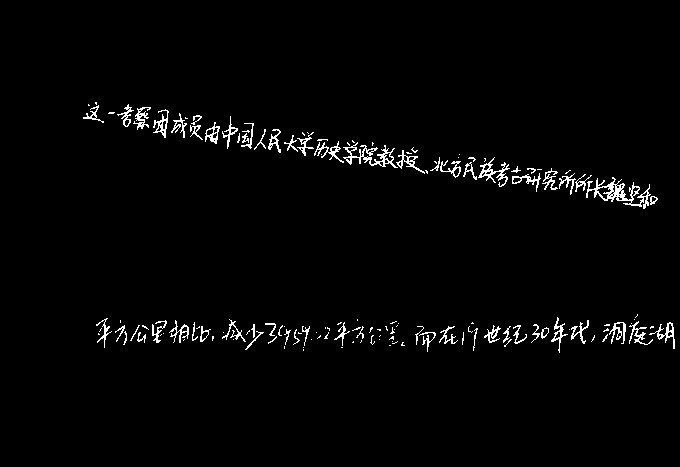 这一考察团成员由中国人民大学历史学院教授、北方民族考古研究所所长魏坚和
平方公里相比,减少3959.12平方公里。而在19世纪30年代,洞庭湖